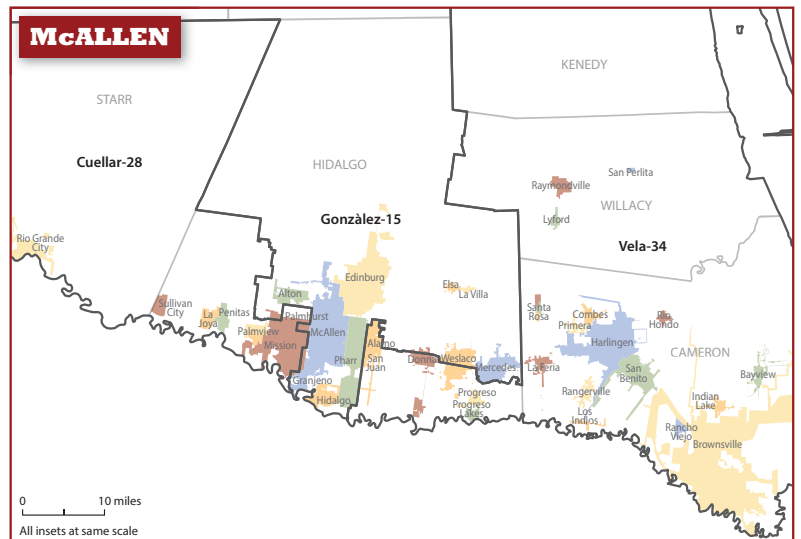 McALLEN
KENEDY
STARR
Cuellar-28
HIDALGO
San Perlita
Raymondville
WILLACY
Lyford
Gonzàlez-15
Vela-34
Rio Grande
City
Edinburg
Elsa
La Villa
Alton
Sullivan
City
La
Joya
Penitas
Palmhurst
Santa
Rosa
Combes
Primera
Rio
Hondo
Palmview
McAllen
Mission
Alamo
Harlingen
CAMERON
Pharr
San
Juan
Donna
Weslaco
Mercedes
La Feria
San
Benito
Bayview
Granjeno
Hidalgo
Progreso
Progreso
Lakes
Rangerville
Los
Indios
Indian
Lake
Rancho
Viejo
Brownsville
0 10 miles
All insets at same scale